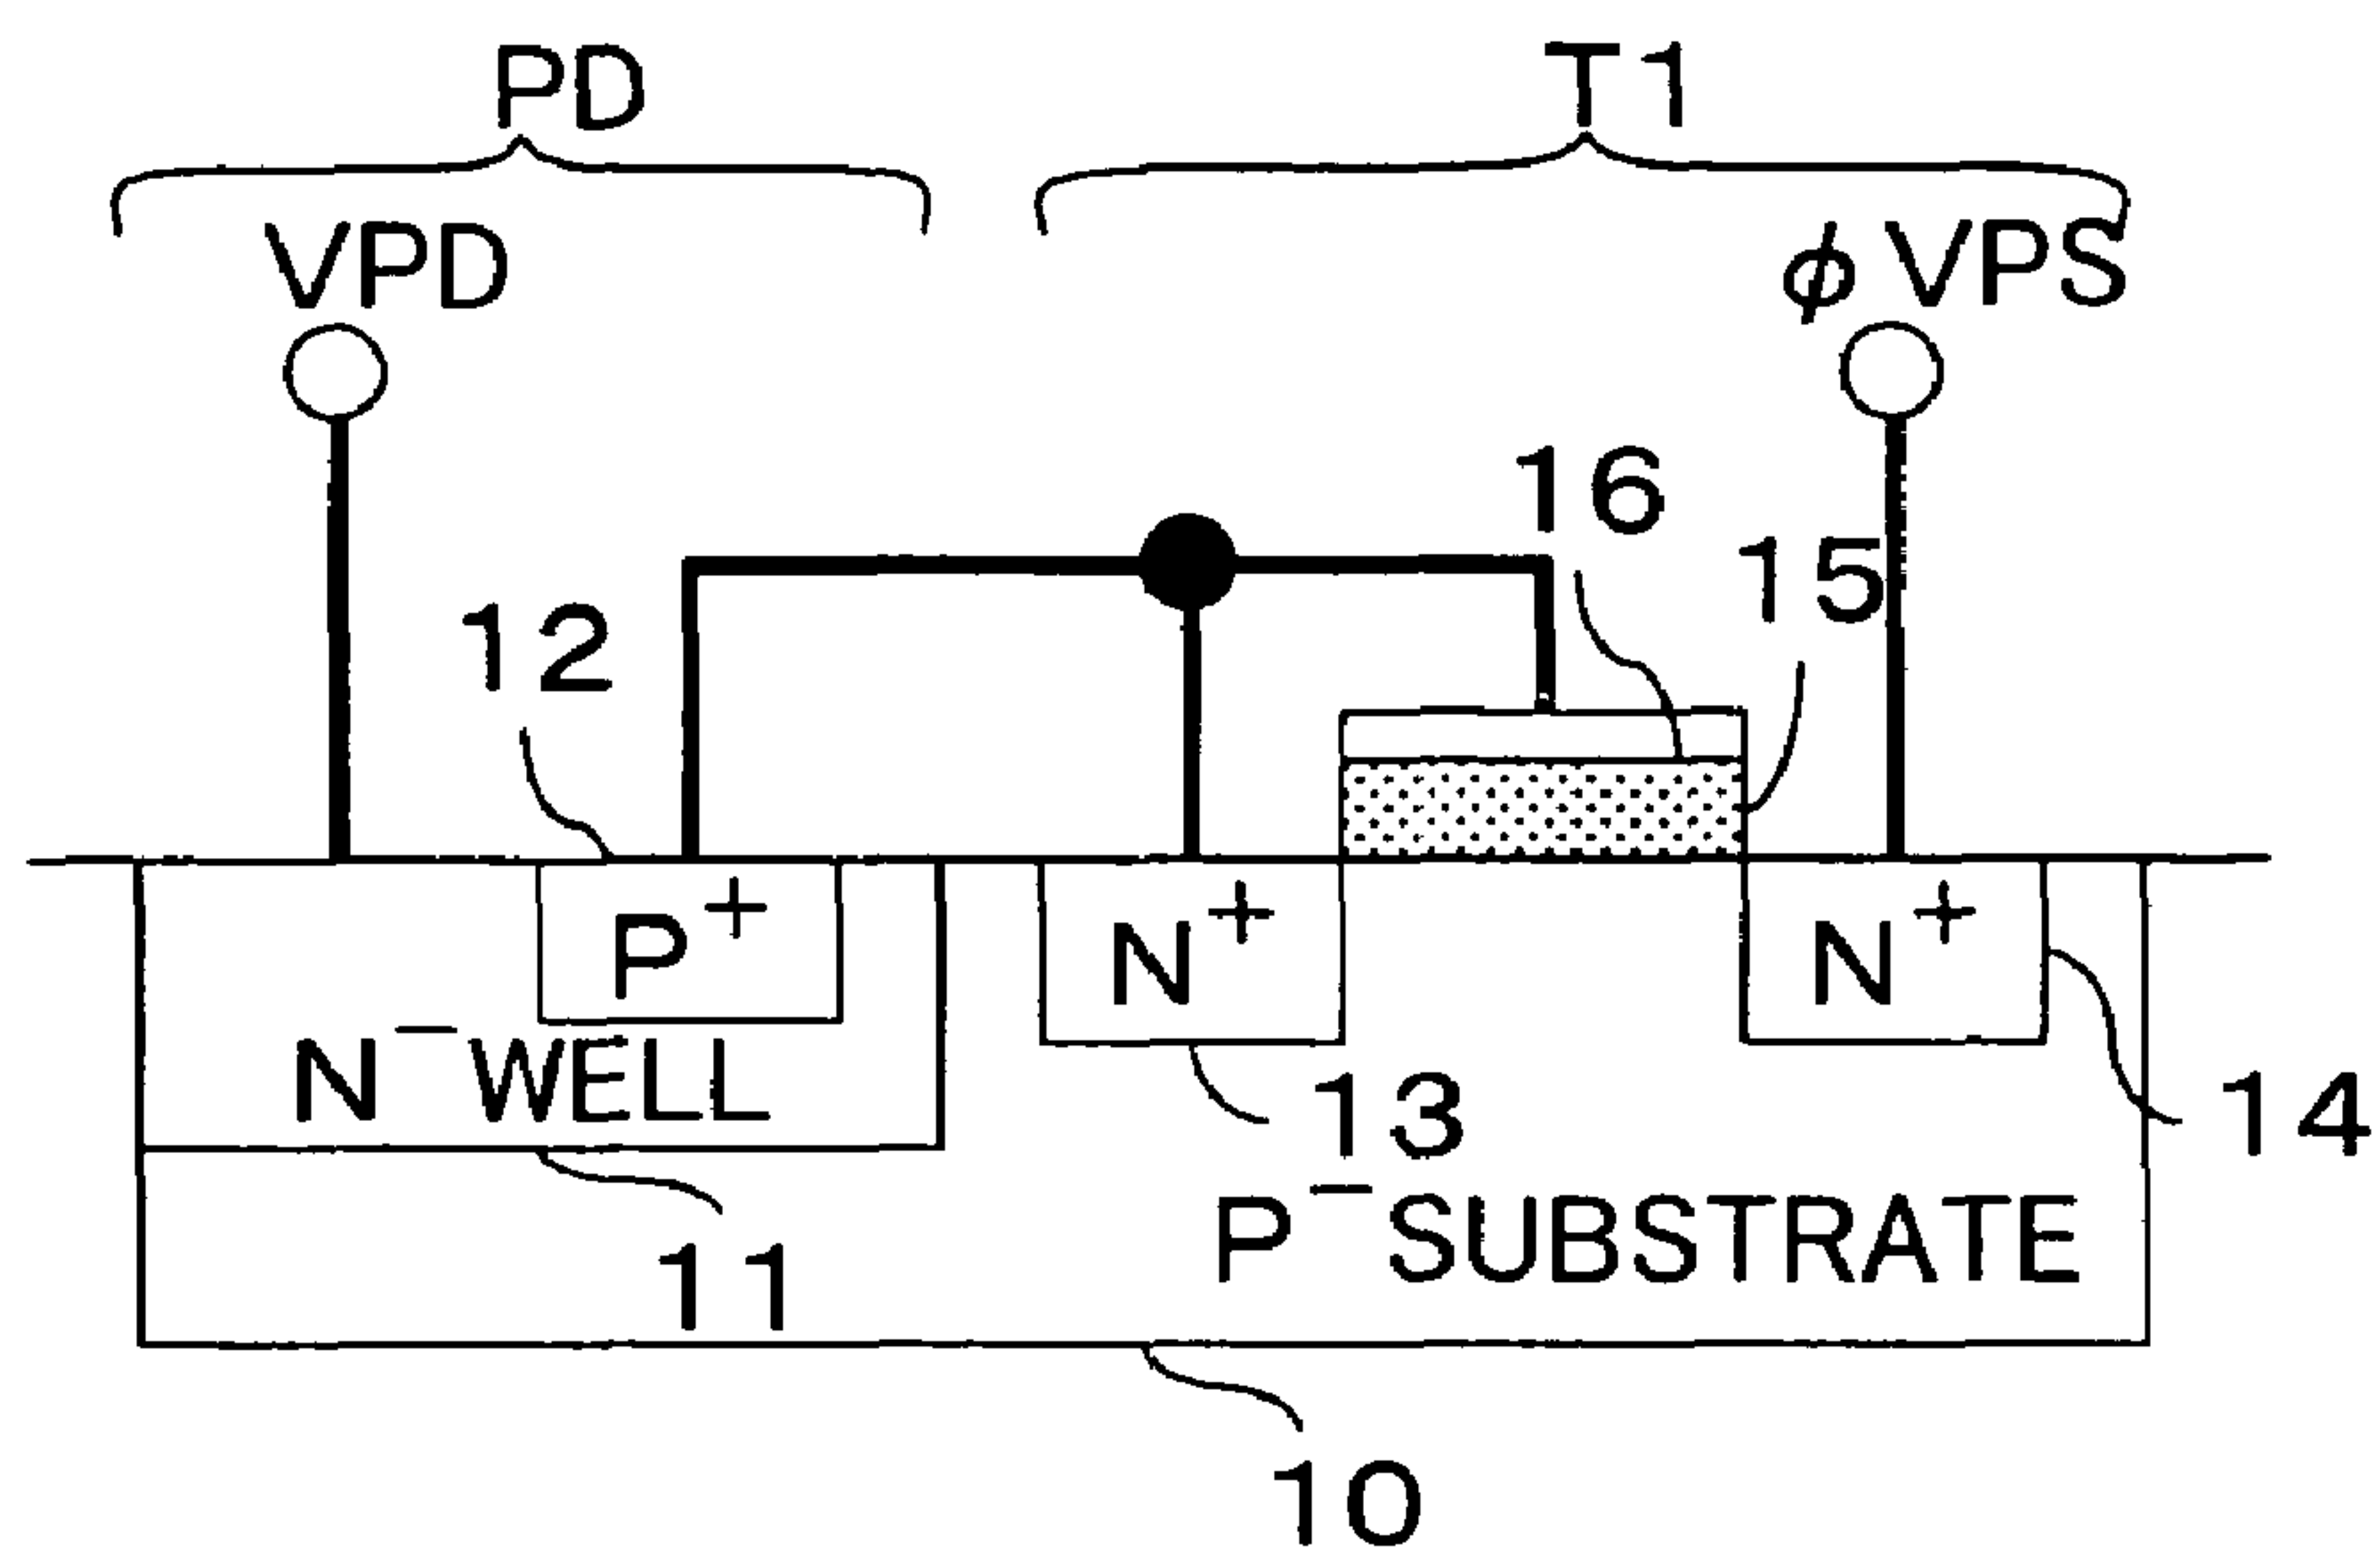 PD T1
VPD φVPS
16
15
12
P+ N+ N+
N−WELL
13 14
P−SUBSTRATE
11
10